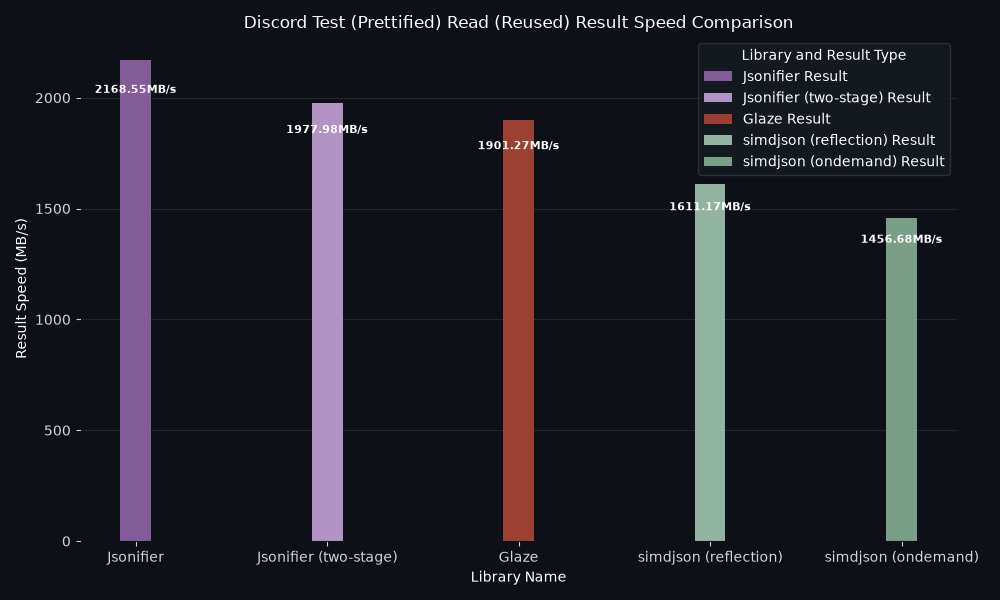 Discord Test (Prettified) Read (Reused) Result Speed Comparison
Library and Result Type
Jsonifier Result
Jsonifier (two-stage) Result
Glaze Result
simdjson (reflection) Result
simdjson (ondemand) Result
2168.55MB/s
1977.98MB/s
1901.27MB/s
1611.17MB/s
1456.68MB/s
Result Speed (MB/s)
2000
1500
1000
500
0
Jsonifier
Jsonifier (two-stage)
Glaze
simdjson (reflection)
simdjson (ondemand)
Library Name